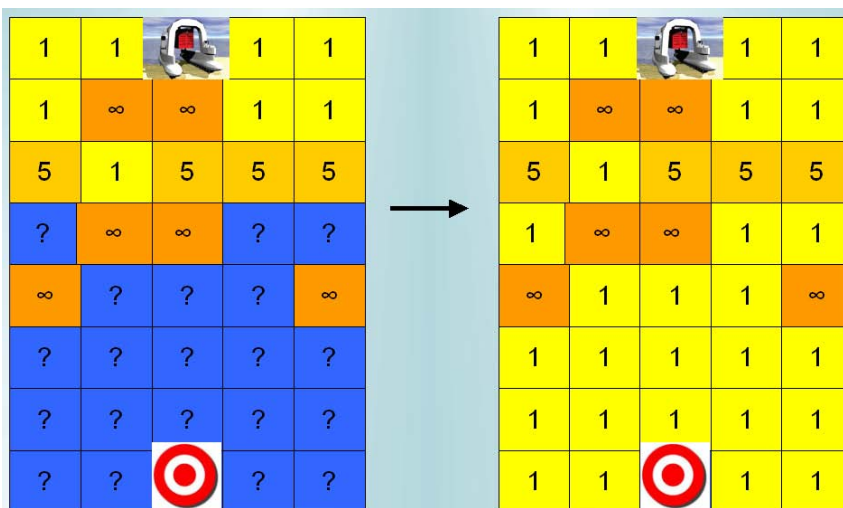 1 1 1 1
1 ∞ ∞ 1 1
5 1 5 5 5
? ∞ ∞ ? ?
∞ ? ? ? ∞
? ? ? ? ?
? ? ? ? ?
? ? ? ?
1 1 1 1
1 ∞ ∞ 1 1
5 1 5 5 5
1 ∞ ∞ 1 1
∞ 1 1 1 ∞
1 1 1 1 1
1 1 1 1 1
1 1 1 1